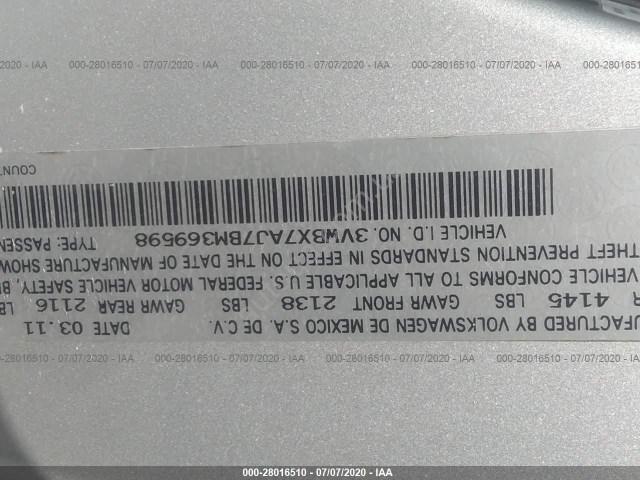 UFACTURED BY VOLKSWAGEN DE MEXICO S.A. DE C.V. DATE 03.11
R 4145 LBS GAWR FRONT 2138 LBS GAWR REAR 2116 LB
VEHICLE CONFORMS TO ALL APPLICABLE U.S. FEDERAL MOTOR VEHICLE SAFETY, B
THEFT PREVENTION STANDARDS IN EFFECT ON THE DATE OF MANUFACTURE SHOW
VEHICLE I.D. NO. 3VWBX7AJ7BM369598 TYPE: PASSEN
COUNT
000-28016510 - 07/07/2020 - IAA